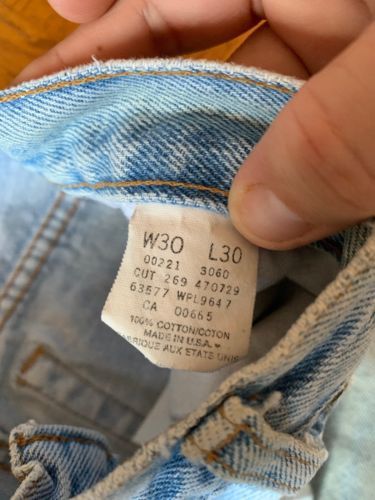 W30 L30
00221 3060
CUT 269 470729
63677 WPL9647
CA 00665
100% COTTON/COTON
MADE IN U.S.A.
FABRIQUE AUX ETATS UNIS